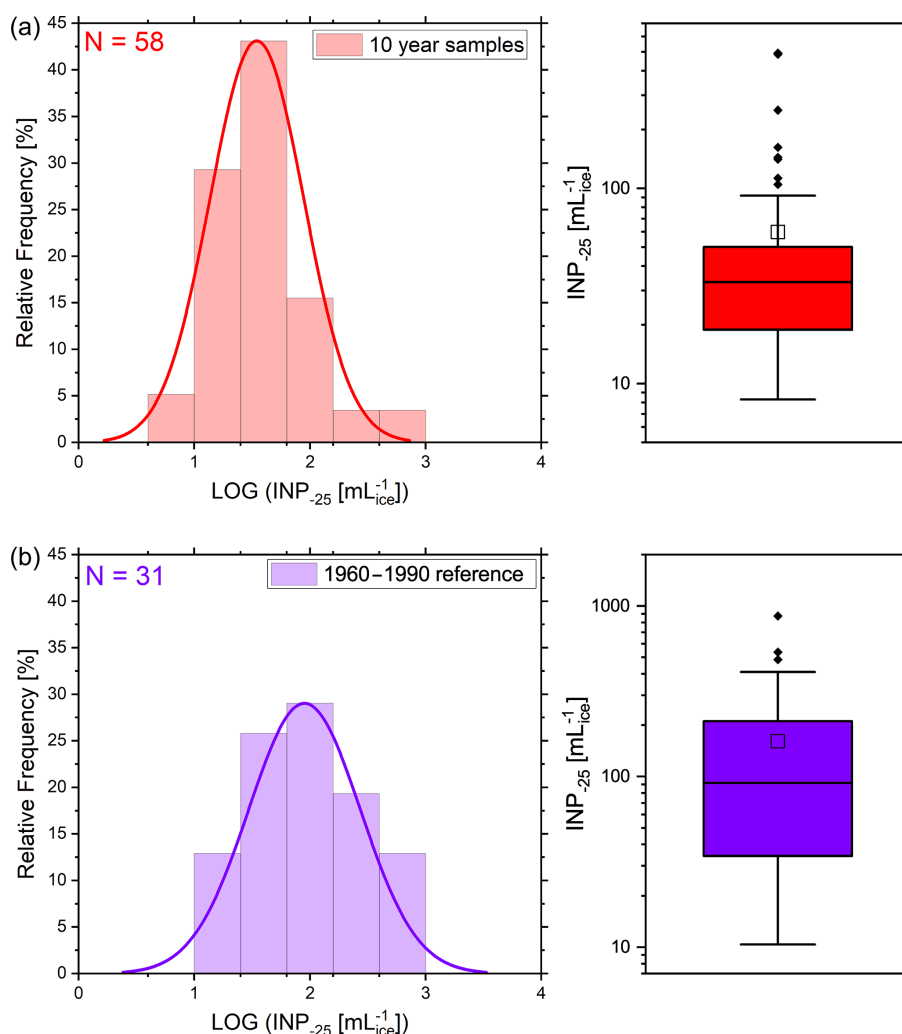 (a)
N = 58
10 year samples
Relative Frequency [%]
45
40
35
30
25
20
15
10
5
0
0 1 2 3 4
LOG (INP₋₂₅ [mL⁻¹ice])
INP₋₂₅ [mL⁻¹ice]
100
10
(b)
N = 31
1960–1990 reference
Relative Frequency [%]
45
40
35
30
25
20
15
10
5
0
0 1 2 3 4
LOG (INP₋₂₅ [mL⁻¹ice])
INP₋₂₅ [mL⁻¹ice]
1000
100
10